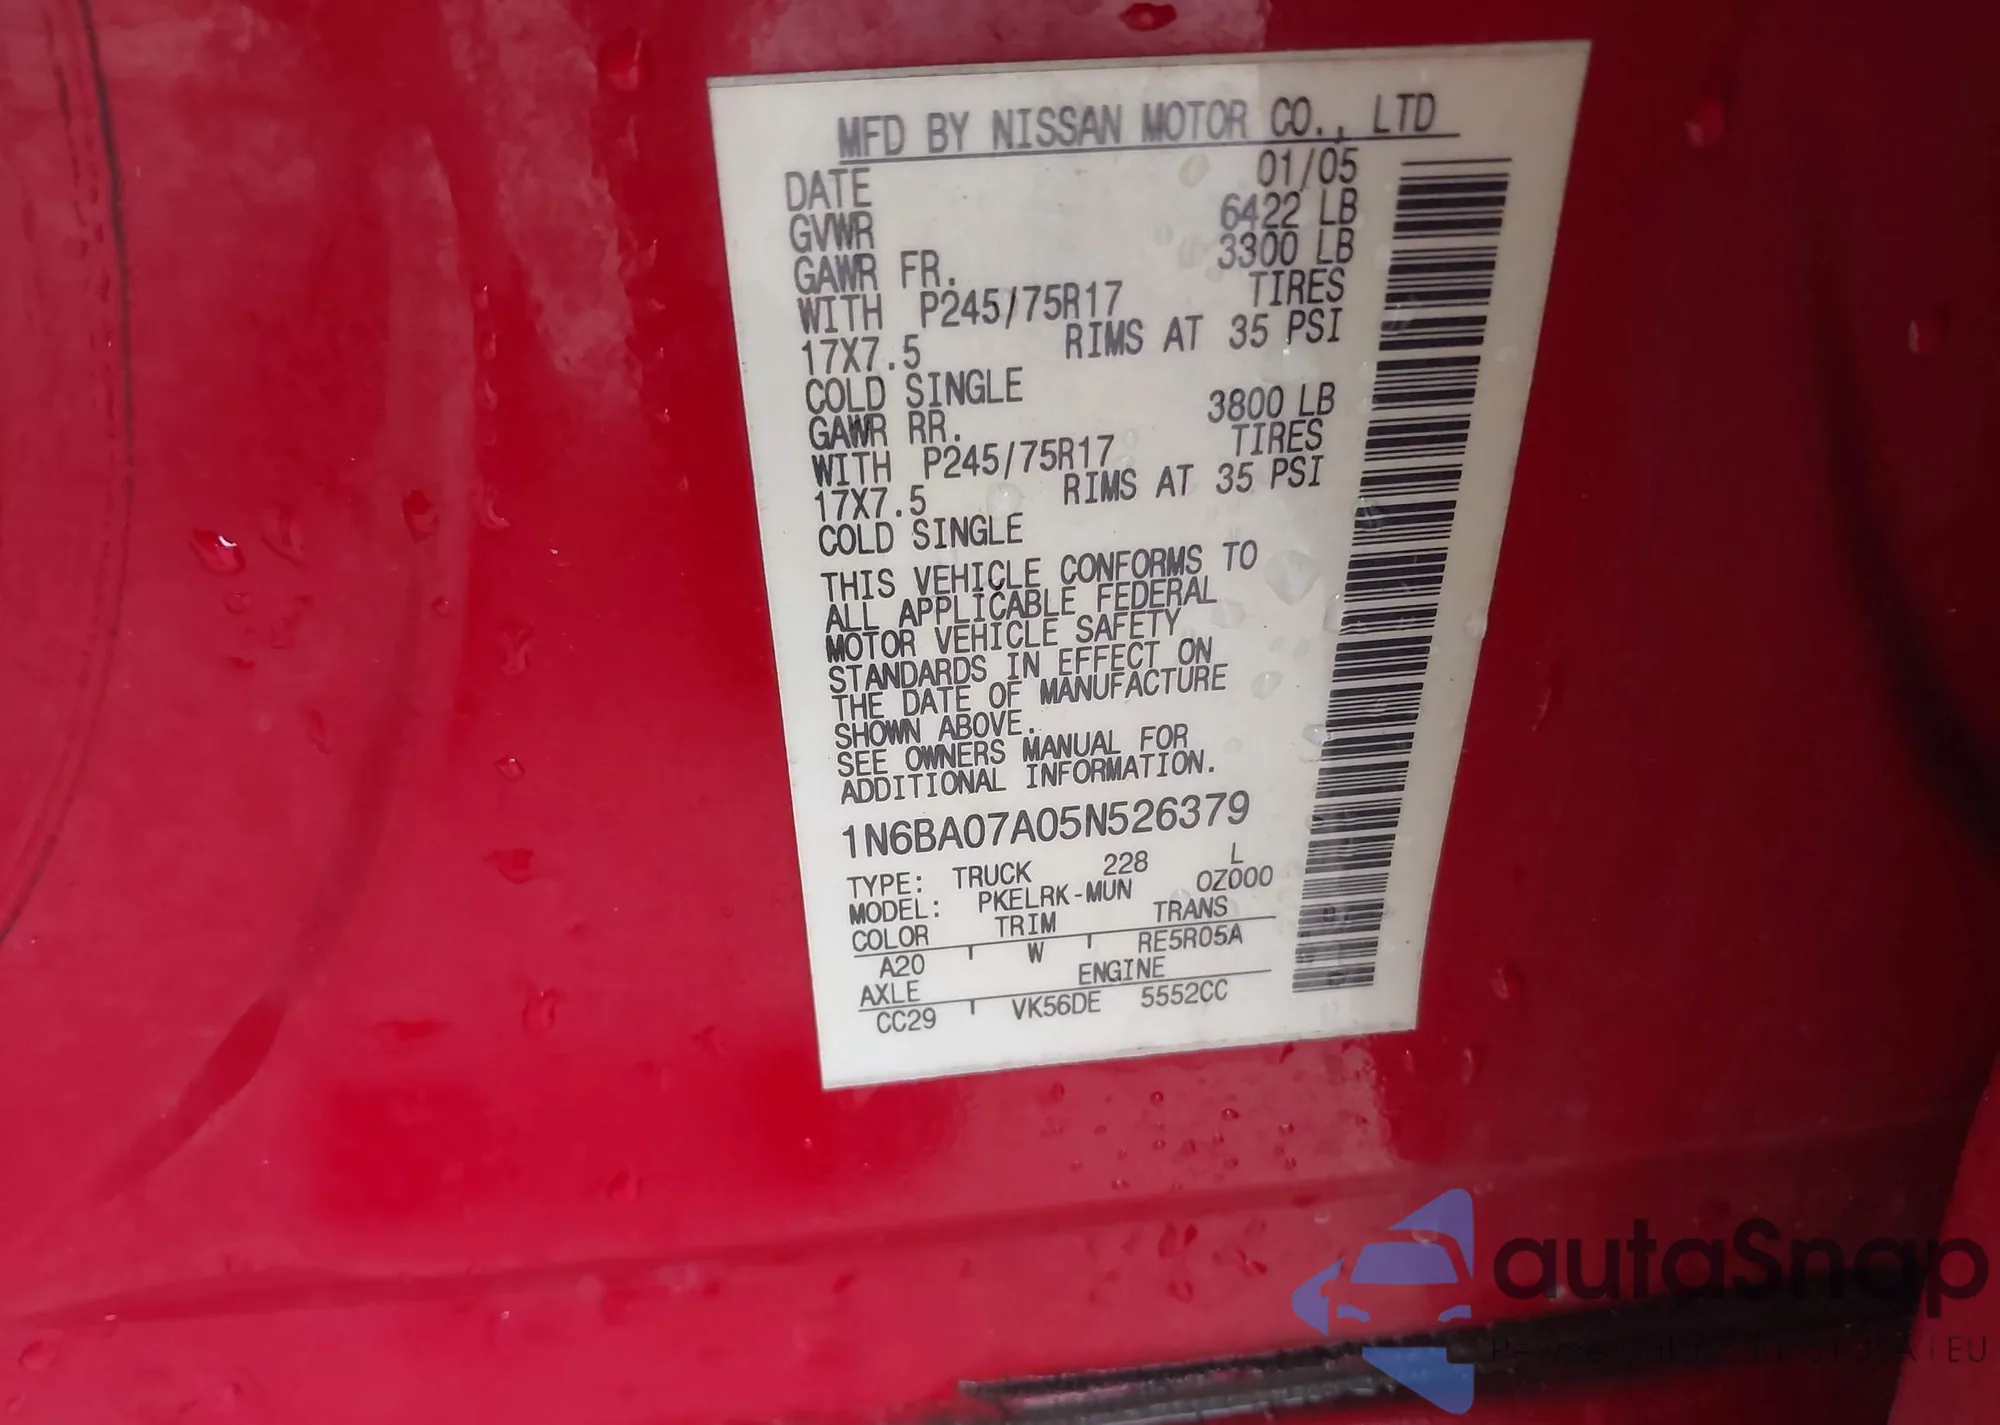 MFD BY NISSAN MOTOR CO., LTD
DATE 01/05
GVWR 6422 LB
GAWR FR. 3300 LB
WITH P245/75R17 TIRES
17X7.5 RIMS AT 35 PSI
COLD SINGLE
GAWR RR. 3800 LB
WITH P245/75R17 TIRES
17X7.5 RIMS AT 35 PSI
COLD SINGLE
THIS VEHICLE CONFORMS TO
ALL APPLICABLE FEDERAL
MOTOR VEHICLE SAFETY
STANDARDS IN EFFECT ON
THE DATE OF MANUFACTURE
SHOWN ABOVE.
SEE OWNERS MANUAL FOR
ADDITIONAL INFORMATION.
1N6BA07A05N526379
TYPE: TRUCK 228 L
MODEL: PKELRK-MUN 0Z000
COLOR TRIM TRANS
A20 W RE5R05A
AXLE ENGINE
CC29 VK56DE 5552CC
autaSnap
EU